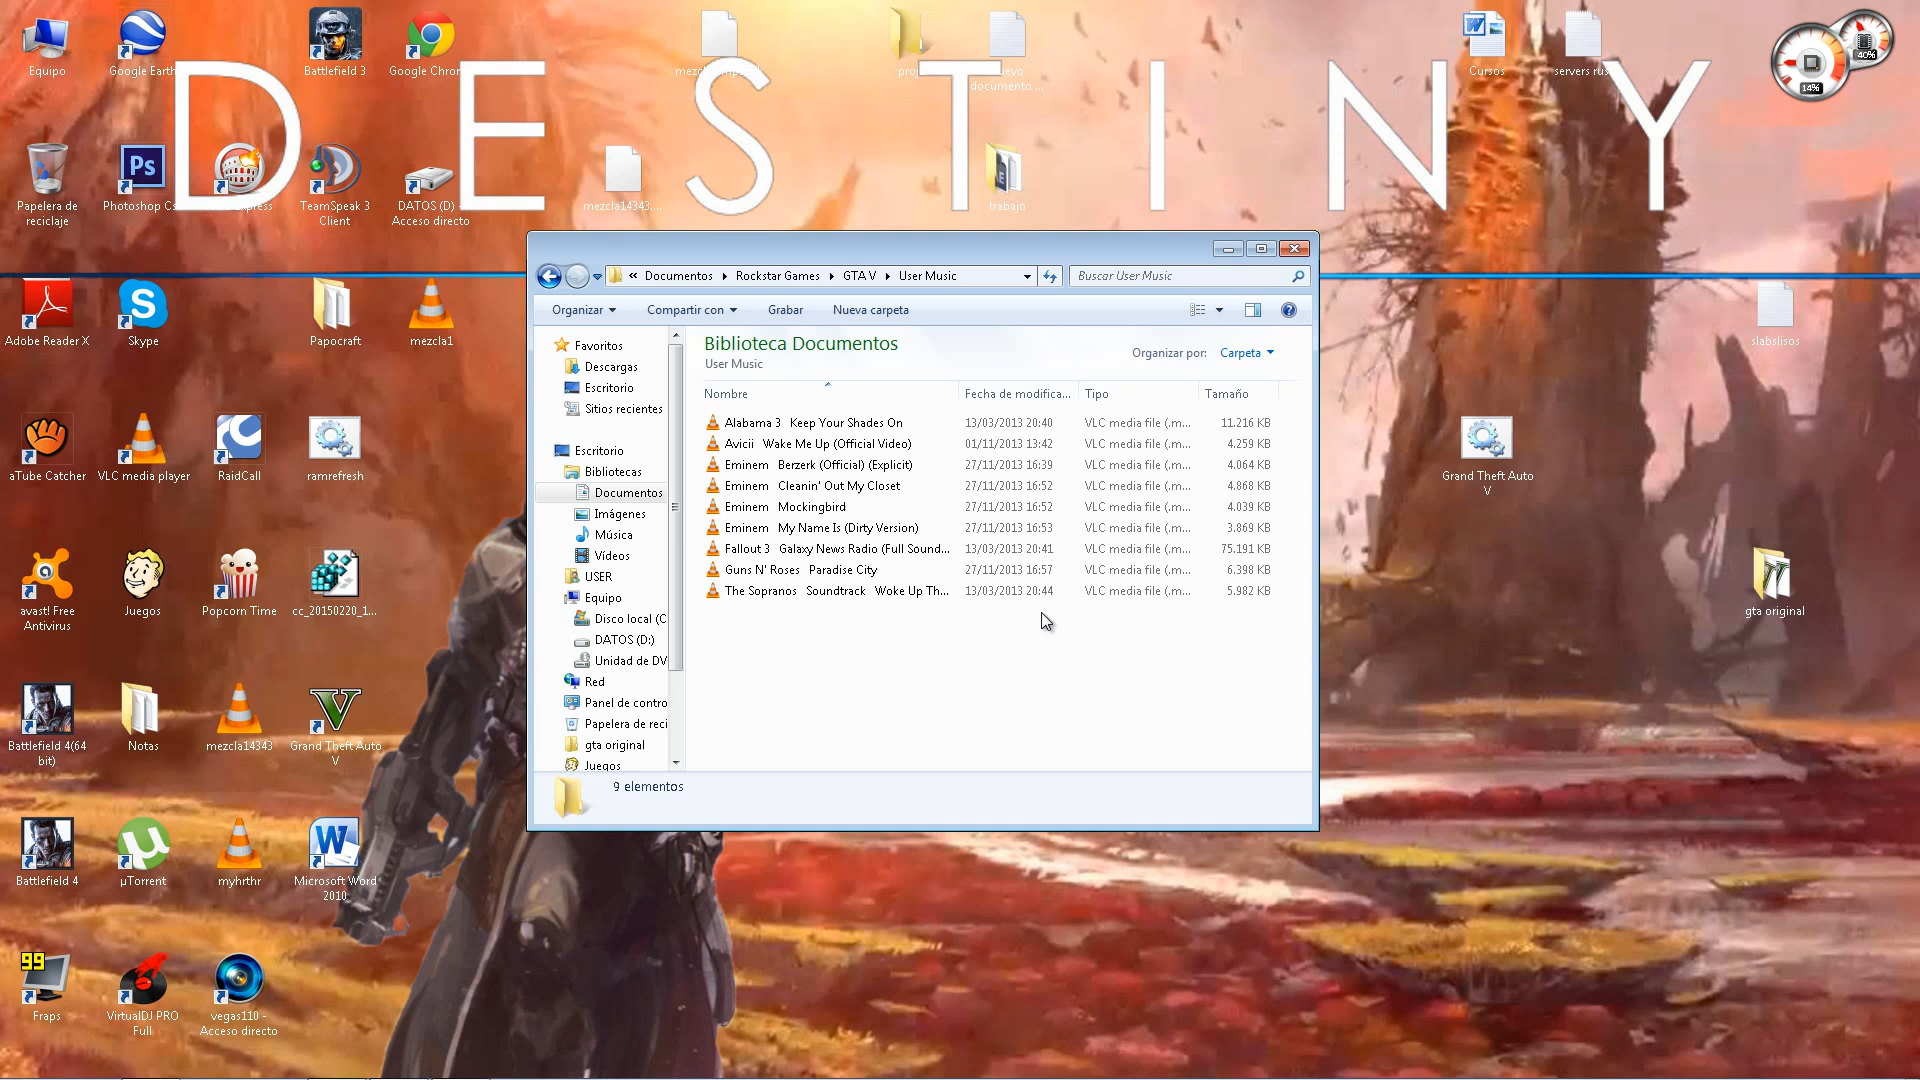 DESTINY
Equipo
Google Earth
Battlefield 3
Google Chrom
proj
uevo
documento ...
Cursos
servers rus
40%
14%
Ps
Papelera de
reciclaje
Photoshop Cs
TeamSpeak 3
Client
DATOS (D) -
Acceso directo
mezcla14343,...
trabajo
Adobe Reader X
Skype
Papocraft
mezcla1
slabslisos
aTube Catcher
VLC media player
RaidCall
ramrefresh
Grand Theft Auto
V
avast! Free
Antivirus
Juegos
Popcorn Time
cc_20150220_1...
gta original
Battlefield 4(64
bit)
Notas
mezcla14343
Grand Theft Auto
V
Battlefield 4
µTorrent
myhrthr
Microsoft Word
2010
99
Fraps
VirtualDJ PRO
Full
vegas110 -
Acceso directo
« Documentos ▸ Rockstar Games ▸ GTA V ▸ User Music
Buscar User Music
Organizar
Compartir con
Grabar
Nueva carpeta
Favoritos
Descargas
Escritorio
Sitios recientes
Escritorio
Bibliotecas
Documentos
Imágenes
Música
Vídeos
USER
Equipo
Disco local (C
DATOS (D:)
Unidad de DV
Red
Panel de contro
Papelera de reci
gta original
Juegos
Biblioteca Documentos
User Music
Organizar por: Carpeta
Nombre Fecha de modifica... Tipo Tamaño
Alabama 3 Keep Your Shades On 13/03/2013 20:40 VLC media file (.m... 11.216 KB
Avicii Wake Me Up (Official Video) 01/11/2013 13:42 VLC media file (.m... 4.259 KB
Eminem Berzerk (Official) (Explicit) 27/11/2013 16:39 VLC media file (.m... 4.064 KB
Eminem Cleanin' Out My Closet 27/11/2013 16:52 VLC media file (.m... 4.868 KB
Eminem Mockingbird 27/11/2013 16:52 VLC media file (.m... 4.039 KB
Eminem My Name Is (Dirty Version) 27/11/2013 16:53 VLC media file (.m... 3.869 KB
Fallout 3 Galaxy News Radio (Full Sound... 13/03/2013 20:41 VLC media file (.m... 75.191 KB
Guns N' Roses Paradise City 27/11/2013 16:57 VLC media file (.m... 6.398 KB
The Sopranos Soundtrack Woke Up Th... 13/03/2013 20:44 VLC media file (.m... 5.982 KB
9 elementos